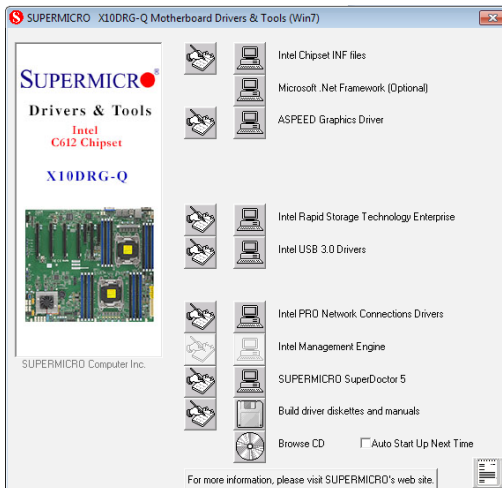 SUPERMICRO X10DRG-Q Motherboard Drivers & Tools (Win7)
SUPERMICRO®
Drivers & Tools
Intel
C612 Chipset
X10DRG-Q
SUPERMICRO Computer Inc.
Intel Chipset INF files
Microsoft .Net Framework (Optional)
ASPEED Graphics Driver
Intel Rapid Storage Technology Enterprise
Intel USB 3.0 Drivers
Intel PRO Network Connections Drivers
Intel Management Engine
SUPERMICRO SuperDoctor 5
Build driver diskettes and manuals
Browse CD
Auto Start Up Next Time
For more information, please visit SUPERMICRO's web site.